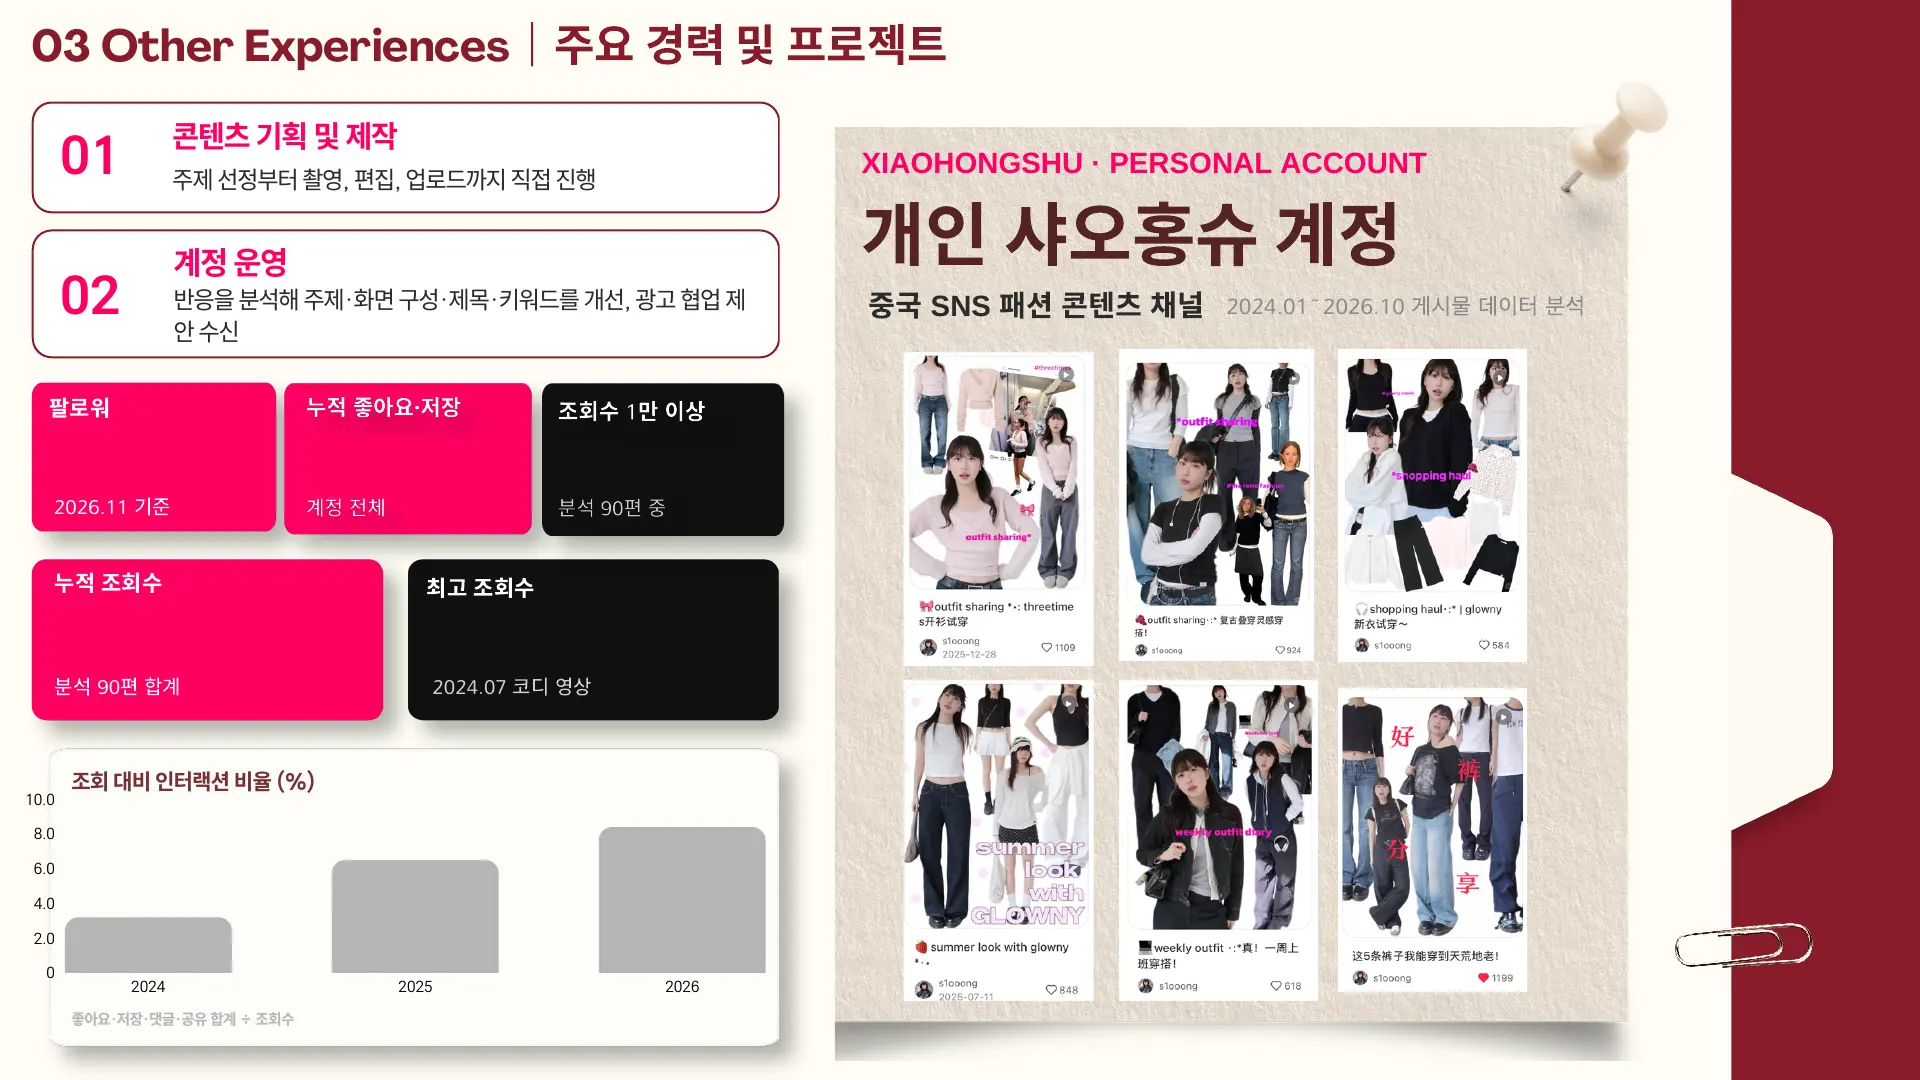 03 Other Experiences | 주요 경력 및 프로젝트
01
콘텐츠 기획 및 제작
주제 선정부터 촬영, 편집, 업로드까지 직접 진행
02
계정 운영
반응을 분석해 주제·화면 구성·제목·키워드를 개선, 광고 협업 제
안 수신
팔로워
2026.11 기준
누적 좋아요·저장
계정 전체
조회수 1만 이상
분석 90편 중
누적 조회수
분석 90편 합계
최고 조회수
2024.07 코디 영상
조회 대비 인터랙션 비율 (%)
10.0
8.0
6.0
4.0
2.0
0
2024
2025
2026
좋아요·저장·댓글·공유 합계 ÷ 조회수
XIAOHONGSHU · PERSONAL ACCOUNT
개인 샤오홍슈 계정
중국 SNS 패션 콘텐츠 채널
2024.01~2026.10 게시물 데이터 분석
#threetimes
outfit sharing*
🎀outfit sharing *•: threetime
s开衫试穿
s1ooong
2025-12-28
1109
*outfit sharing
outfit sharing·:* 复古叠穿灵感穿
搭!
s1ooong
924
*shopping haul
shopping haul·:* | glowny
新衣试穿～
s1ooong
584
summer
look
with
GLOWNY
🍓summer look with glowny
*·•
s1ooong
2025-07-11
848
weekly outfit diary
weekly outfit ·:*真！一周上
班穿搭!
s1ooong
618
好
裤
分
享
这5条裤子我能穿到天荒地老!
s1ooong
1199